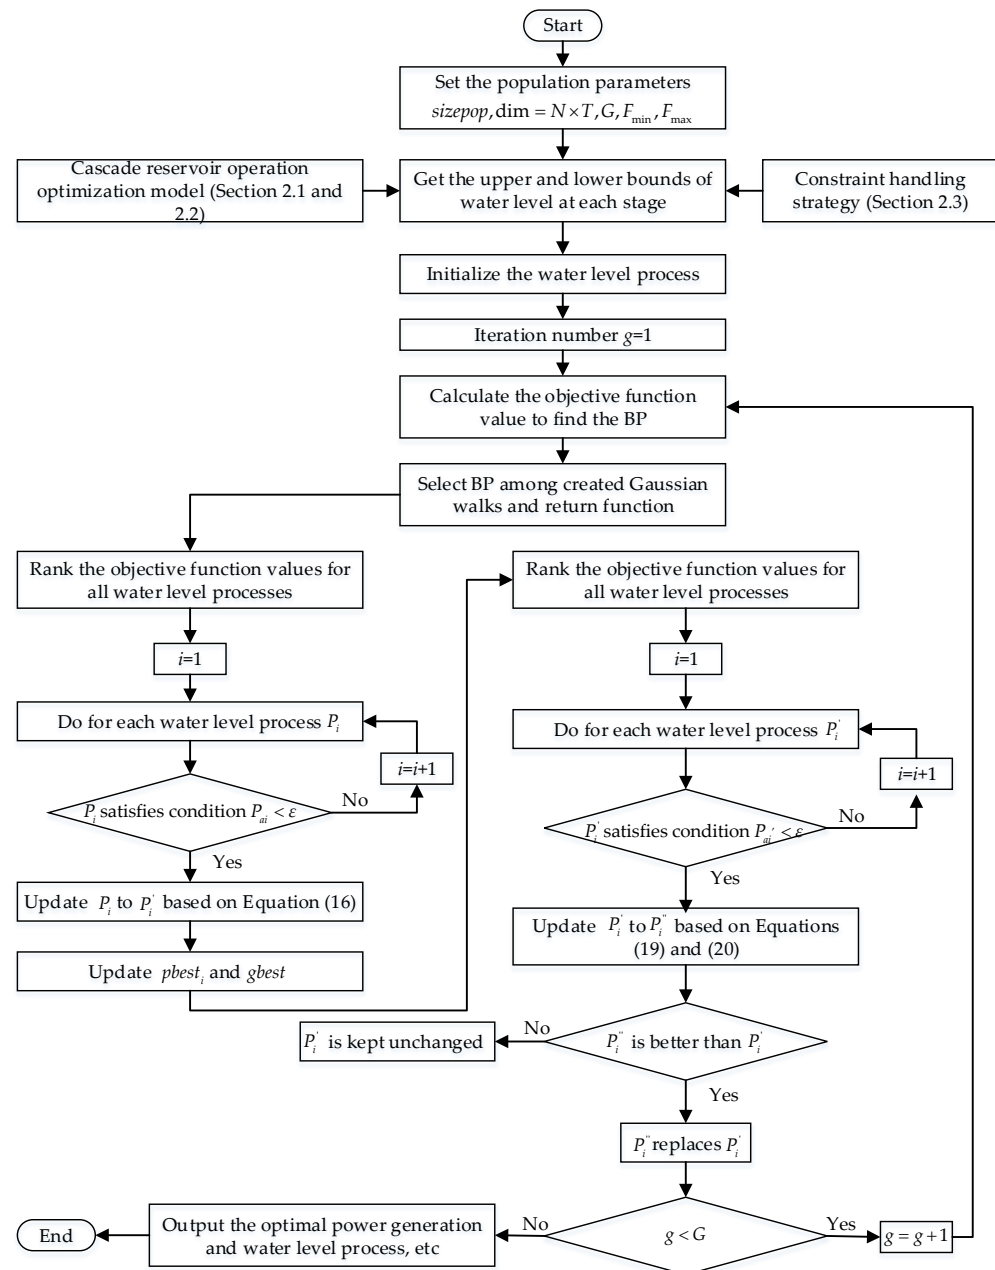 Start
Set the population parameters
sizepop, dim = N × T, G, F_min, F_max
Cascade reservoir operation
optimization model (Section 2.1 and
2.2)
Get the upper and lower bounds of
water level at each stage
Constraint handling
strategy (Section 2.3)
Initialize the water level process
Iteration number g=1
Calculate the objective function
value to find the BP
Select BP among created Gaussian
walks and return function
Rank the objective function values for
all water level processes
i=1
Do for each water level process P_i
i=i+1
P_i satisfies condition P_ai < ε
No
Yes
Update P_i to P_i' based on Equation (16)
Update pbest_i and gbest
Rank the objective function values for
all water level processes
i=1
Do for each water level process P_i'
i=i+1
P_i' satisfies condition P_ai' < ε
No
Yes
Update P_i' to P_i'' based on Equations
(19) and (20)
P_i'' is better than P_i'
No
P_i' is kept unchanged
Yes
P_i'' replaces P_i'
g < G
Yes
g = g + 1
No
Output the optimal power generation
and water level process, etc
End